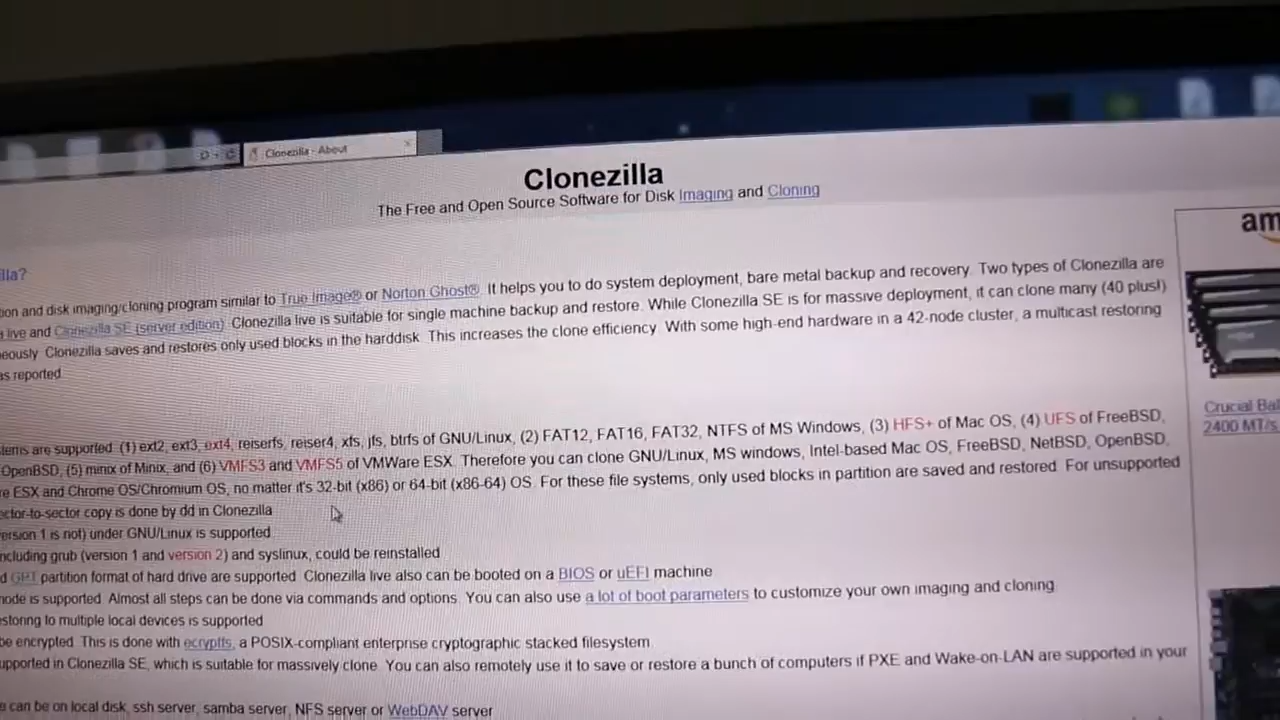 Clonezilla - About
Clonezilla
The Free and Open Source Software for Disk Imaging and Cloning
am
illa?
ion and disk imaging/cloning program similar to True Image® or Norton Ghost®. It helps you to do system deployment, bare metal backup and recovery. Two types of Clonezilla are
live and Clonezilla SE (server edition). Clonezilla live is suitable for single machine backup and restore. While Clonezilla SE is for massive deployment, it can clone many (40 plus!)
eously. Clonezilla saves and restores only used blocks in the harddisk. This increases the clone efficiency. With some high-end hardware in a 42-node cluster, a multicast restoring
as reported.
Crucial Bal
2400 MT/s
tems are supported. (1) ext2, ext3, ext4, reiserfs, reiser4, xfs, jfs, btrfs of GNU/Linux, (2) FAT12, FAT16, FAT32, NTFS of MS Windows, (3) HFS+ of Mac OS, (4) UFS of FreeBSD,
OpenBSD, (5) minix of Minix, and (6) VMFS3 and VMFS5 of VMWare ESX. Therefore you can clone GNU/Linux, MS windows, Intel-based Mac OS, FreeBSD, NetBSD, OpenBSD,
re ESX and Chrome OS/Chromium OS, no matter it's 32-bit (x86) or 64-bit (x86-64) OS. For these file systems, only used blocks in partition are saved and restored. For unsupported
ector-to-sector copy is done by dd in Clonezilla
ersion 1 is not) under GNU/Linux is supported.
ncluding grub (version 1 and version 2) and syslinux, could be reinstalled.
d GPT partition format of hard drive are supported. Clonezilla live also can be booted on a BIOS or uEFI machine
mode is supported. Almost all steps can be done via commands and options. You can also use a lot of boot parameters to customize your own imaging and cloning.
estoring to multiple local devices is supported
be encrypted. This is done with ecryptfs, a POSIX-compliant enterprise cryptographic stacked filesystem.
upported in Clonezilla SE, which is suitable for massively clone. You can also remotely use it to save or restore a bunch of computers if PXE and Wake-on-LAN are supported in your
e can be on local disk, ssh server, samba server, NFS server or WebDAV server